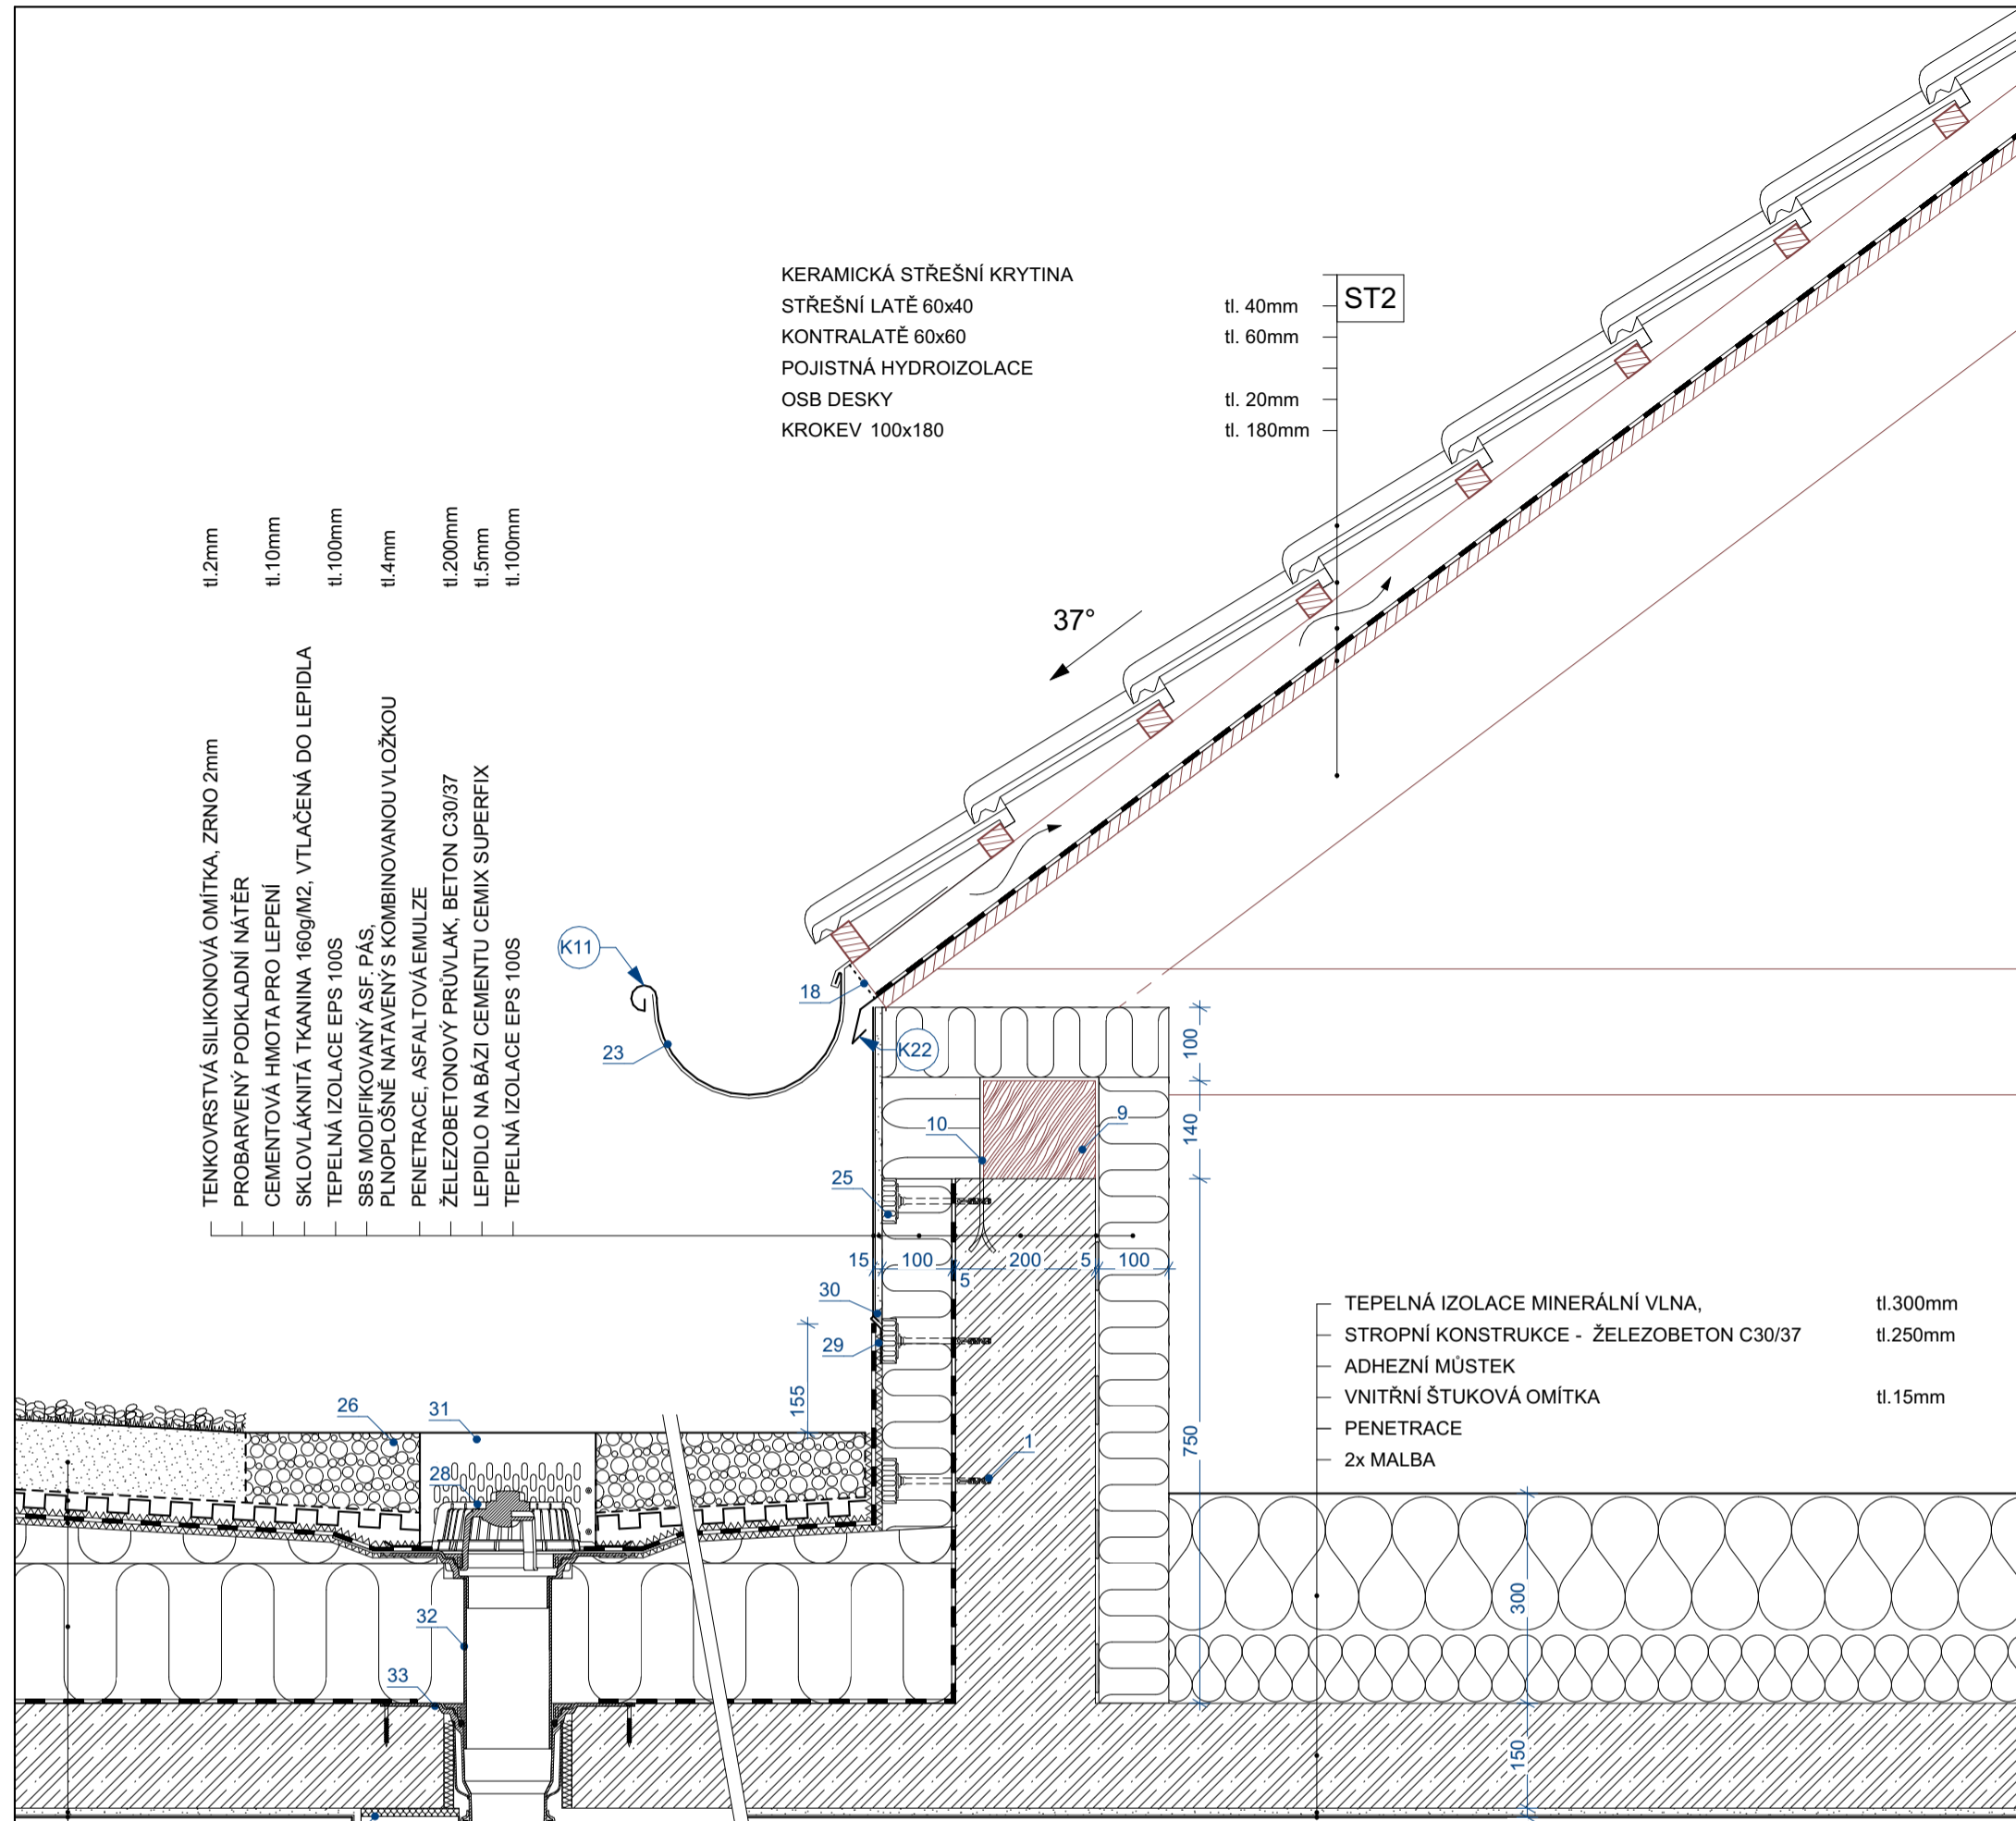 KERAMICKÁ STŘEŠNÍ KRYTINA
STŘEŠNÍ LATĚ 60x40 tl. 40mm
KONTRALATĚ 60x60 tl. 60mm
POJISTNÁ HYDROIZOLACE
OSB DESKY tl. 20mm
KROKEV 100x180 tl. 180mm
ST2
37°
TENKOVRSTVÁ SILIKONOVÁ OMÍTKA, ZRNO 2mm tl.2mm
PROBARVENÝ PODKLADNÍ NÁTĚR
CEMENTOVÁ HMOTA PRO LEPENÍ tl.10mm
SKLOVLÁKNITÁ TKANINA 160g/M2, VTLAČENÁ DO LEPIDLA
TEPELNÁ IZOLACE EPS 100S tl.100mm
SBS MODIFIKOVANÝ ASF. PÁS,
PLNOPLOŠNĚ NATAVENÝ S KOMBINOVANOU VLOŽKOU tl.4mm
PENETRACE, ASFALTOVÁ EMULZE
ŽELEZOBETONOVÝ PRŮVLAK, BETON C30/37 tl.200mm
LEPIDLO NA BÁZI CEMENTU CEMIX SUPERFIX tl.5mm
TEPELNÁ IZOLACE EPS 100S tl.100mm
K11
18
23
K22
100
10
9
140
25
15
100
5
200
5
100
30
29
155
750
1
TEPELNÁ IZOLACE MINERÁLNÍ VLNA, tl.300mm
STROPNÍ KONSTRUKCE - ŽELEZOBETON C30/37 tl.250mm
ADHEZNÍ MŮSTEK
VNITŘNÍ ŠTUKOVÁ OMÍTKA tl.15mm
PENETRACE
2x MALBA
26
31
28
32
33
300
150